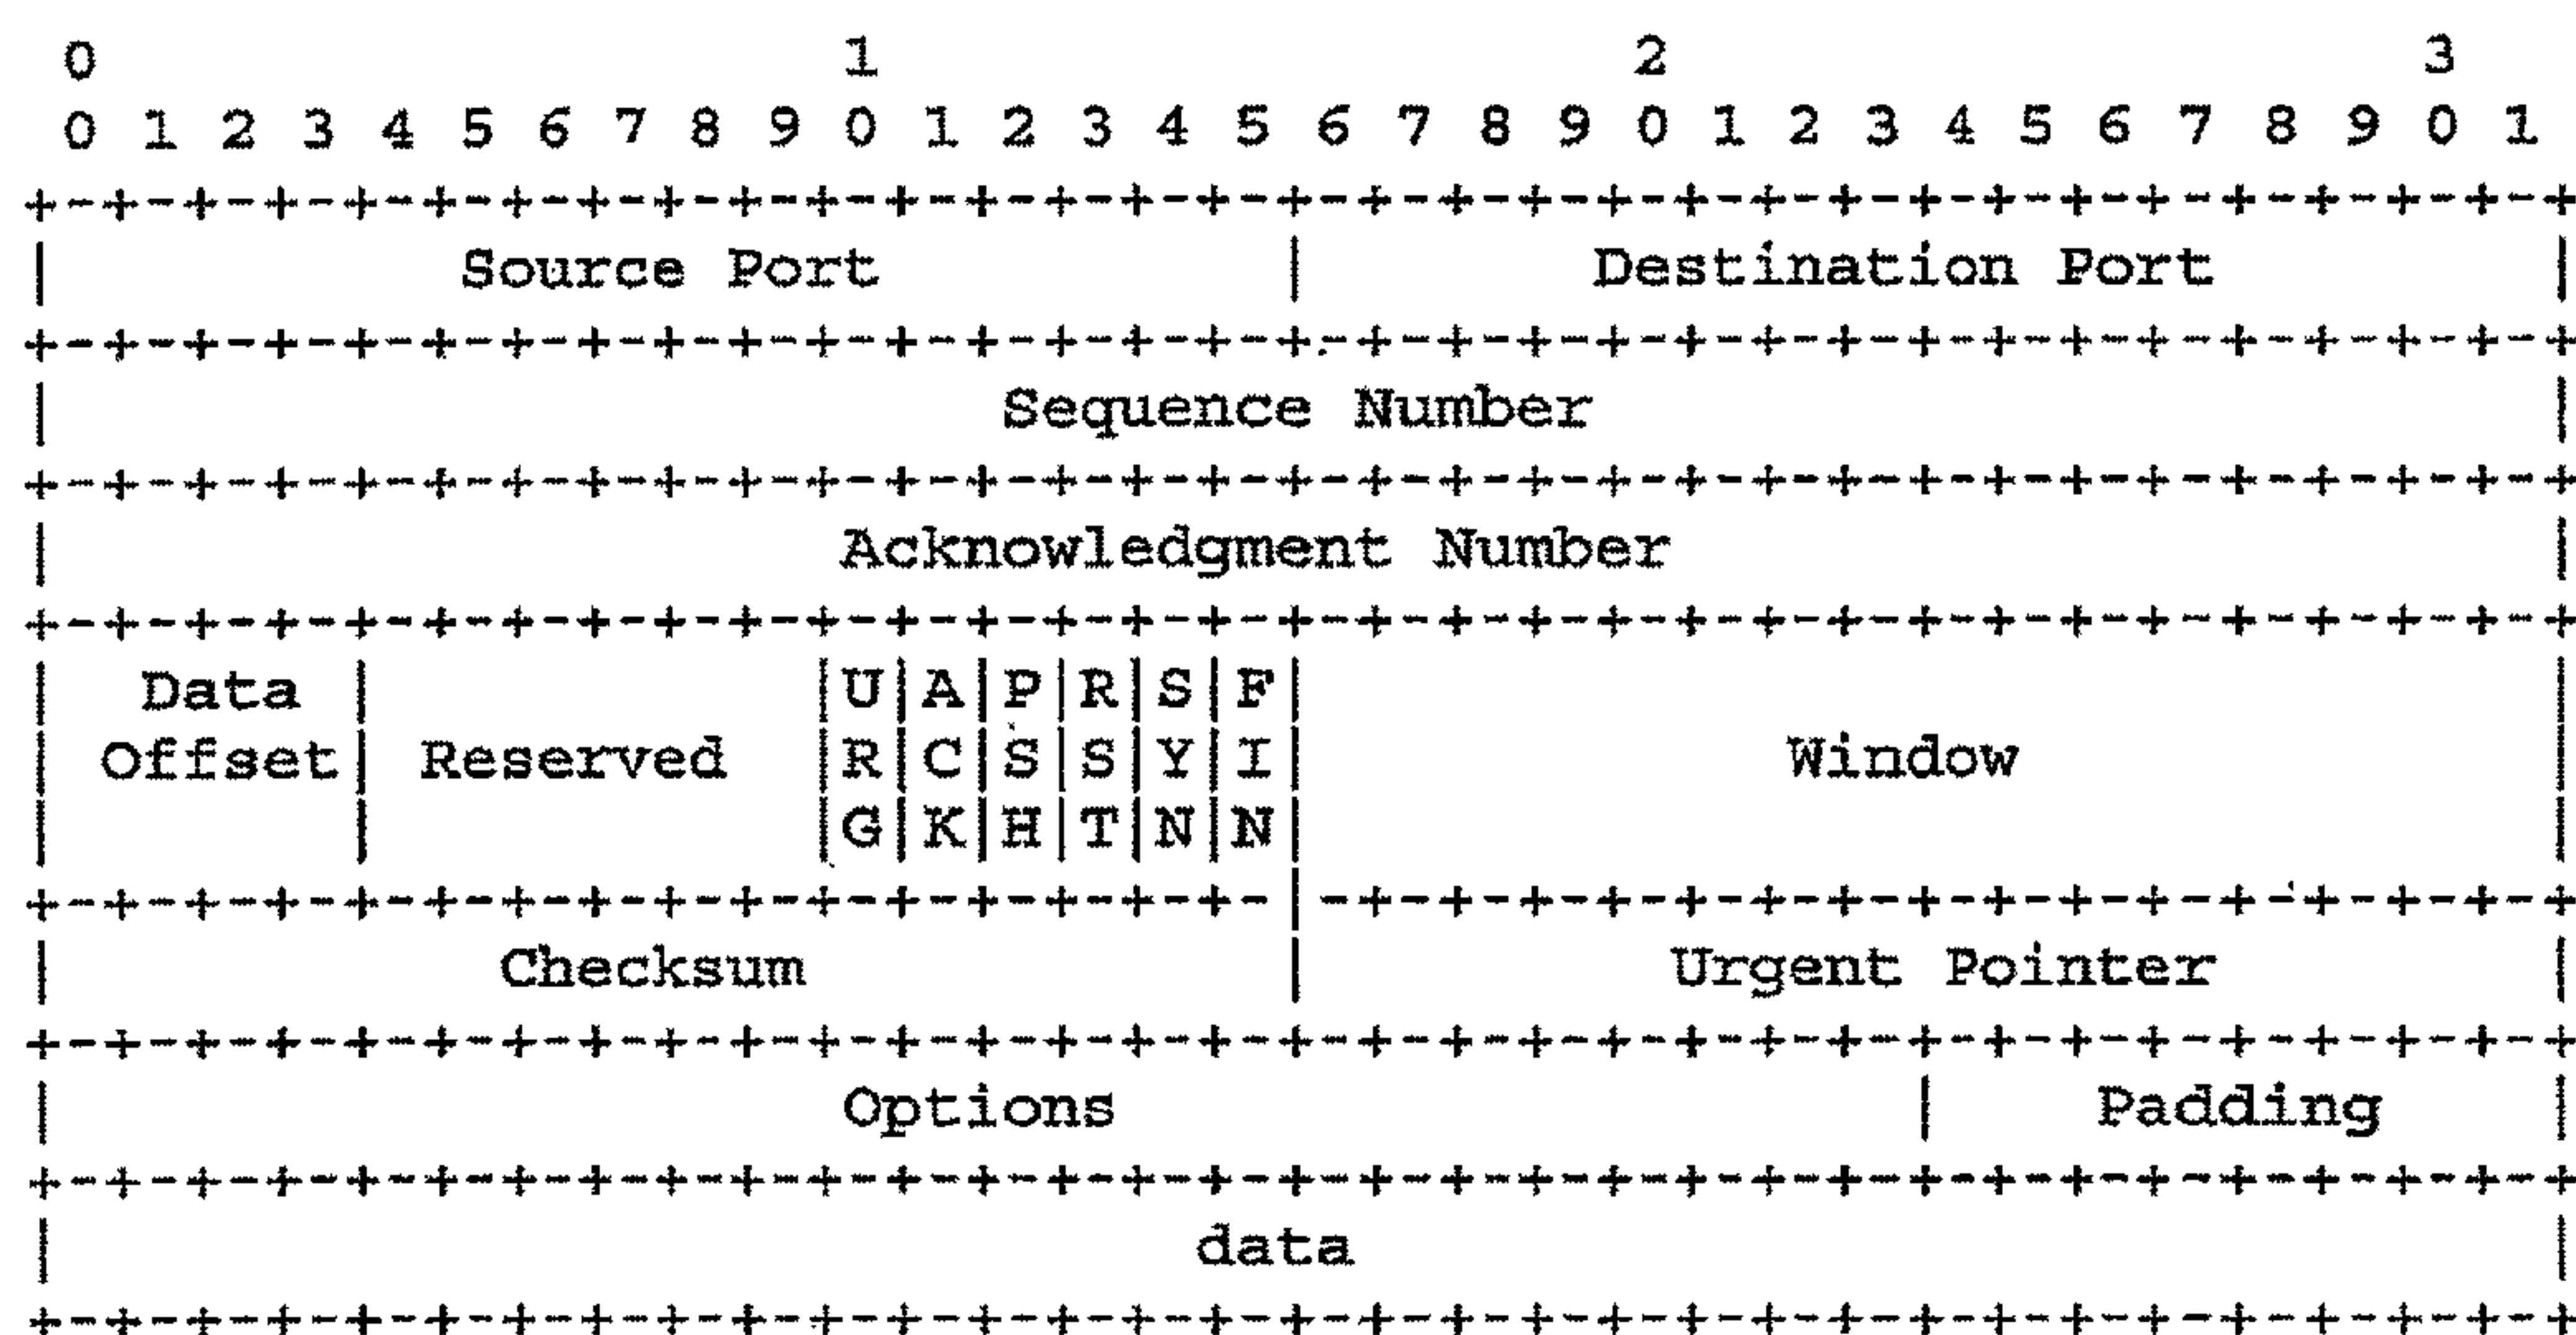 0                   1                   2                   3
0 1 2 3 4 5 6 7 8 9 0 1 2 3 4 5 6 7 8 9 0 1 2 3 4 5 6 7 8 9 0 1
+-+-+-+-+-+-+-+-+-+-+-+-+-+-+-+-+-+-+-+-+-+-+-+-+-+-+-+-+-+-+-+-+
| Source Port | Destination Port |
+-+-+-+-+-+-+-+-+-+-+-+-+-+-+-+-+-+-+-+-+-+-+-+-+-+-+-+-+-+-+-+-+
| Sequence Number |
+-+-+-+-+-+-+-+-+-+-+-+-+-+-+-+-+-+-+-+-+-+-+-+-+-+-+-+-+-+-+-+-+
| Acknowledgment Number |
+-+-+-+-+-+-+-+-+-+-+-+-+-+-+-+-+-+-+-+-+-+-+-+-+-+-+-+-+-+-+-+-+
| Data | |U|A|P|R|S|F| |
| Offset| Reserved |R|C|S|S|Y|I| Window |
| | |G|K|H|T|N|N| |
+-+-+-+-+-+-+-+-+-+-+-+-+-+-+-+-|-+-+-+-+-+-+-+-+-+-+-+-+-+-+-+-+
| Checksum | Urgent Pointer |
+-+-+-+-+-+-+-+-+-+-+-+-+-+-+-+-+-+-+-+-+-+-+-+-+-+-+-+-+-+-+-+-+
| Options | Padding |
+-+-+-+-+-+-+-+-+-+-+-+-+-+-+-+-+-+-+-+-+-+-+-+-+-+-+-+-+-+-+-+-+
| data |
+-+-+-+-+-+-+-+-+-+-+-+-+-+-+-+-+-+-+-+-+-+-+-+-+-+-+-+-+-+-+-+-+